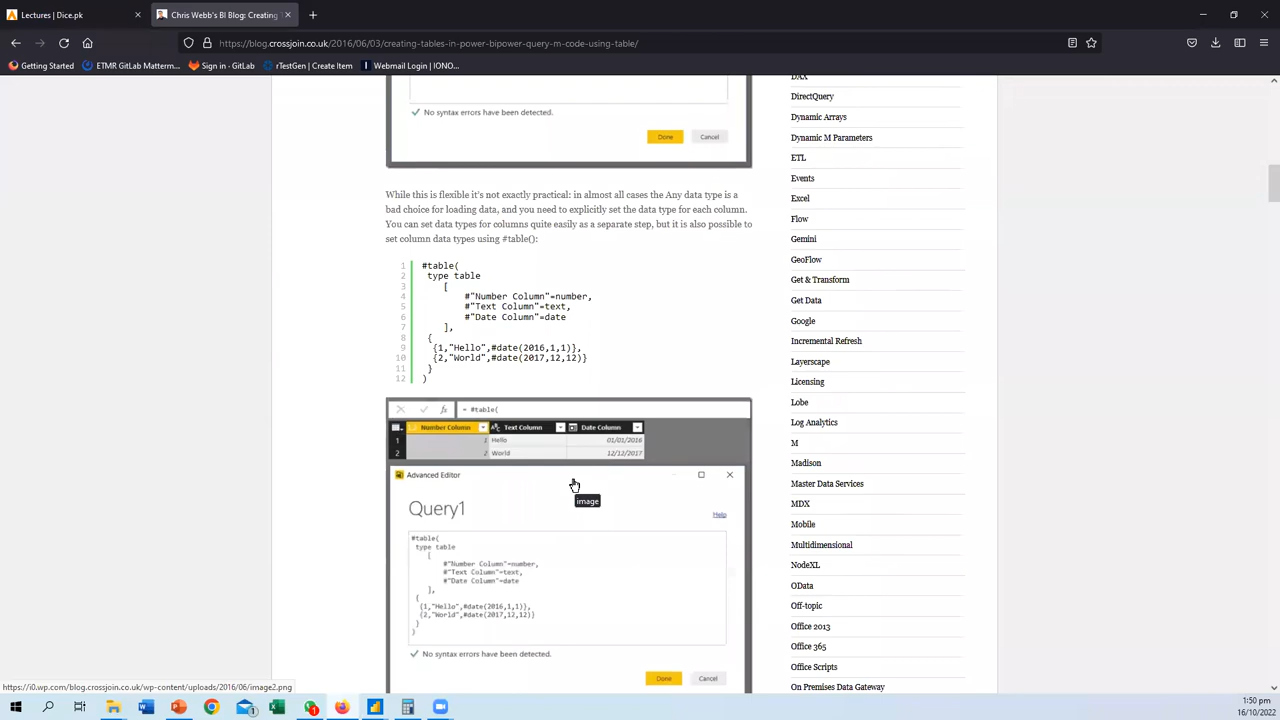 Lectures | Dice.pk
Chris Webb's BI Blog: Creating
https://blog.crossjoin.co.uk/2016/06/03/creating-tables-in-power-bipower-query-m-code-using-table/
Getting Started
ETMR GitLab Matterm...
Sign in · GitLab
rTestGen | Create Item
Webmail Login | IONO...
No syntax errors have been detected.
Done
Cancel
While this is flexible it's not exactly practical: in almost all cases the Any data type is a
bad choice for loading data, and you need to explicitly set the data type for each column.
You can set data types for columns quite easily as a separate step, but it is also possible to
set column data types using #table():
1 #table(
2 type table
3 [
4 #"Number Column"=number,
5 #"Text Column"=text,
6 #"Date Column"=date
7 ],
8 {
9 {1,"Hello",#date(2016,1,1)},
10 {2,"World",#date(2017,12,12)}
11 }
12 )
fx = #table(
Number Column Text Column Date Column
1 1 Hello 01/01/2016
2 2 World 12/12/2017
Advanced Editor
image
Query1
Help
#table(
type table
[
#"Number Column"=number,
#"Text Column"=text,
#"Date Column"=date
],
{
{1,"Hello",#date(2016,1,1)},
{2,"World",#date(2017,12,12)}
}
)
No syntax errors have been detected.
Done
Cancel
DAX
DirectQuery
Dynamic Arrays
Dynamic M Parameters
ETL
Events
Excel
Flow
Gemini
GeoFlow
Get & Transform
Get Data
Google
Incremental Refresh
Layerscape
Licensing
Lobe
Log Analytics
M
Madison
Master Data Services
MDX
Mobile
Multidimensional
NodeXL
OData
Off-topic
Office 2013
Office 365
Office Scripts
On Premises Data Gateway
https://i0.wp.com/blog.crossjoin.co.uk/wp-content/uploads/2016/06/image2.png
1:50 pm
16/10/2022